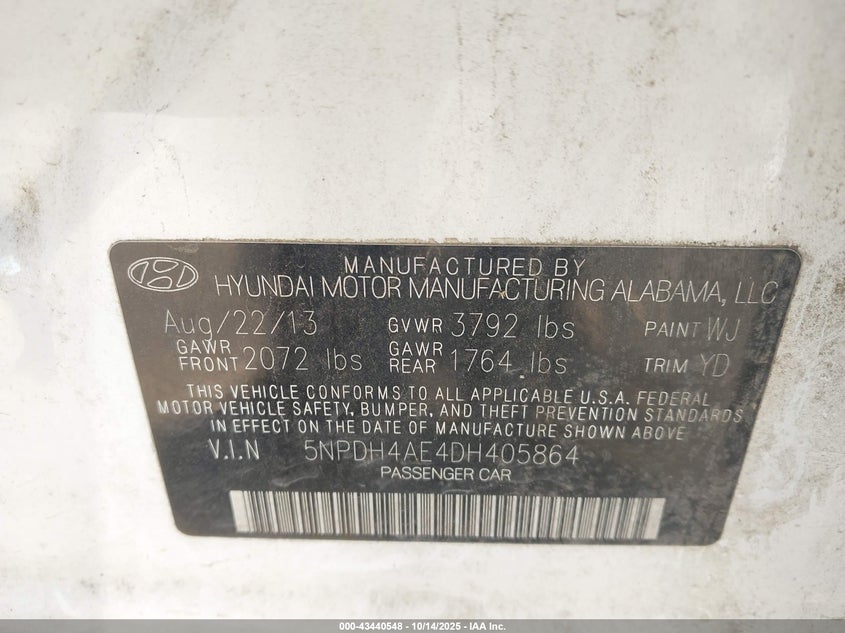 MANUFACTURED BY
HYUNDAI MOTOR MANUFACTURING ALABAMA, LLC
Aug/22/13 GVWR 3792 lbs PAINT WJ
GAWR FRONT 2072 lbs GAWR REAR 1764 lbs TRIM YD
THIS VEHICLE CONFORMS TO ALL APPLICABLE U.S.A. FEDERAL
MOTOR VEHICLE SAFETY, BUMPER, AND THEFT PREVENTION STANDARDS
IN EFFECT ON THE DATE OF MANUFACTURE SHOWN ABOVE
V.I.N 5NPDH4AE4DH405864
PASSENGER CAR
000-43440548 - 10/14/2025 - IAA Inc.